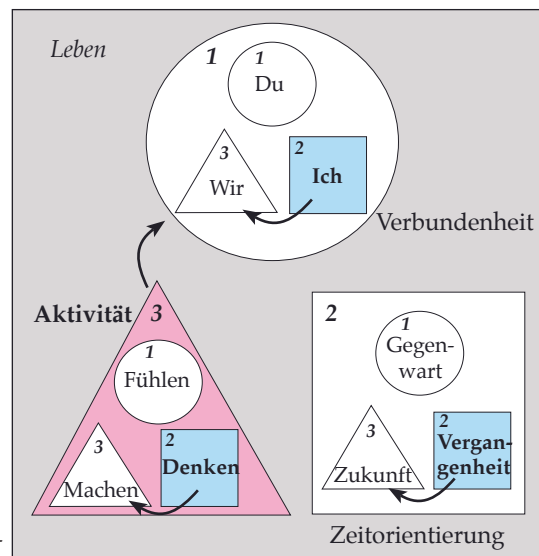 Leben
1
1
Du
3
Wir
2
Ich
Verbundenheit
Aktivität
3
1
Fühlen
3
Machen
2
Denken
2
1
Gegen-
wart
3
Zukunft
2
Vergan-
genheit
Zeitorientierung